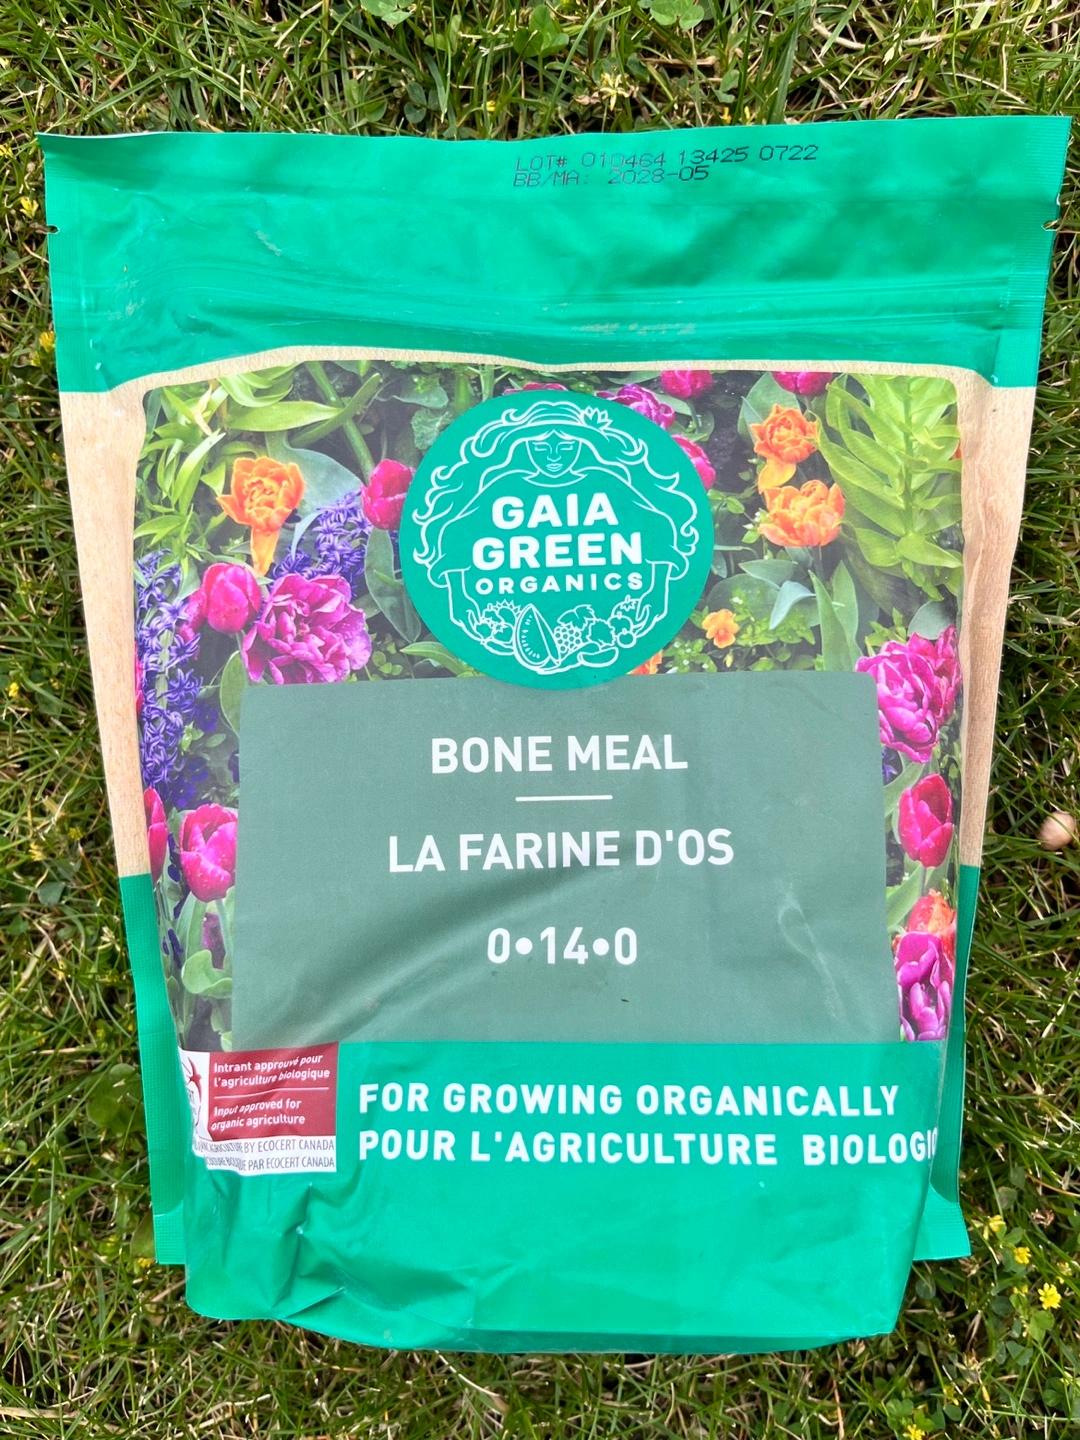 LOT# 010464 13425 0722
BB/MA: 2028-05
GAIA
GREEN
ORGANICS
BONE MEAL
LA FARINE D'OS
0•14•0
Intrant approuvé pour
l'agriculture biologique
Input approved for
organic agriculture
BY ECOCERT CANADA
PAR ECOCERT CANADA
FOR GROWING ORGANICALLY
POUR L'AGRICULTURE BIOLOGI